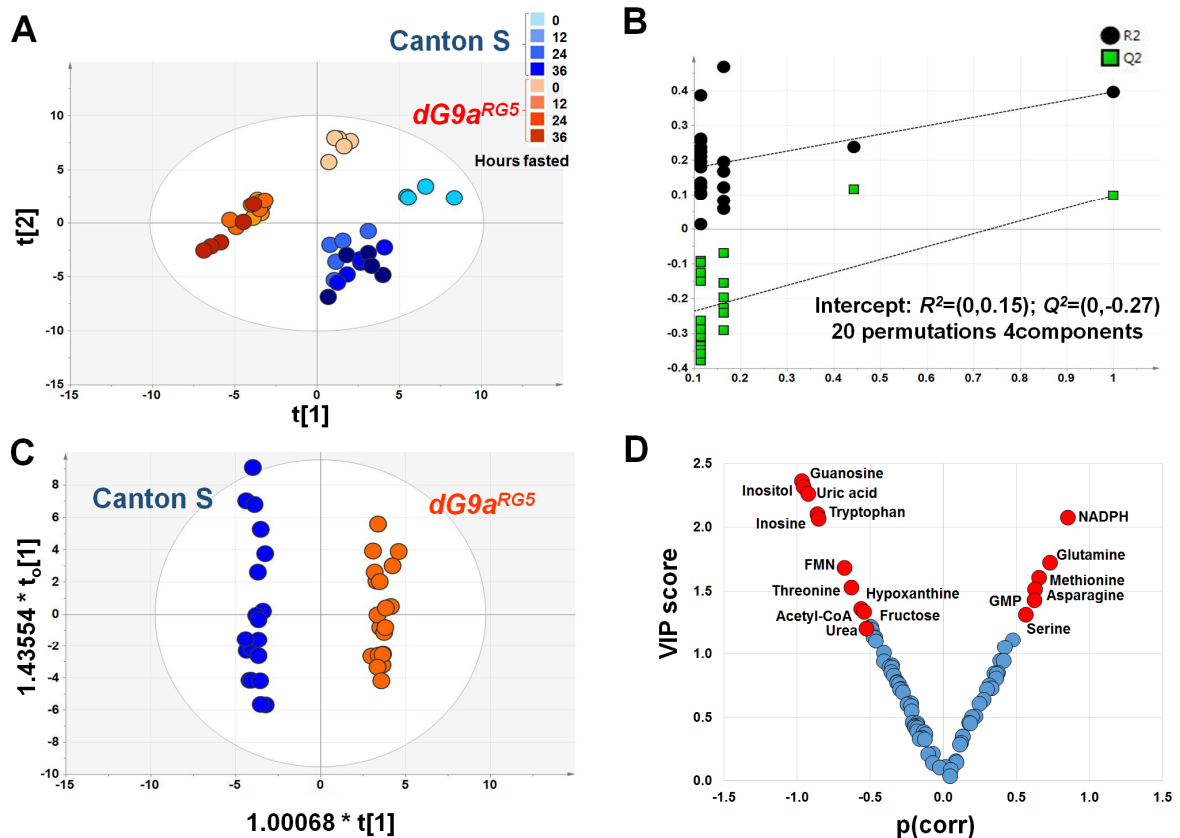 A
Canton S
0
12
24
36
dG9aRG5
0
12
24
36
Hours fasted
10
5
0
-5
-10
-15
-15
-10
-5
0
5
10
t[2]
t[1]
B
R2
Q2
0.4
0.3
0.2
0.1
0
-0.1
-0.2
-0.3
-0.4
Intercept: R2=(0,0.15); Q2=(0,-0.27)
20 permutations 4components
0.1
0.2
0.3
0.4
0.5
0.6
0.7
0.8
0.9
1
C
Canton S
dG9aRG5
8
6
4
2
0
-2
-4
-6
-8
-10
-15
-10
-5
0
5
10
1.43554 * to[1]
1.00068 * t[1]
D
2.5
2.0
1.5
1.0
0.5
0.0
Guanosine
Inositol
Uric acid
Tryptophan
Inosine
NADPH
FMN
Glutamine
Threonine
Hypoxanthine
Methionine
Asparagine
GMP
Acetyl-CoA
Fructose
Urea
Serine
-1.5
-1.0
-0.5
0.0
0.5
1.0
1.5
VIP score
p(corr)